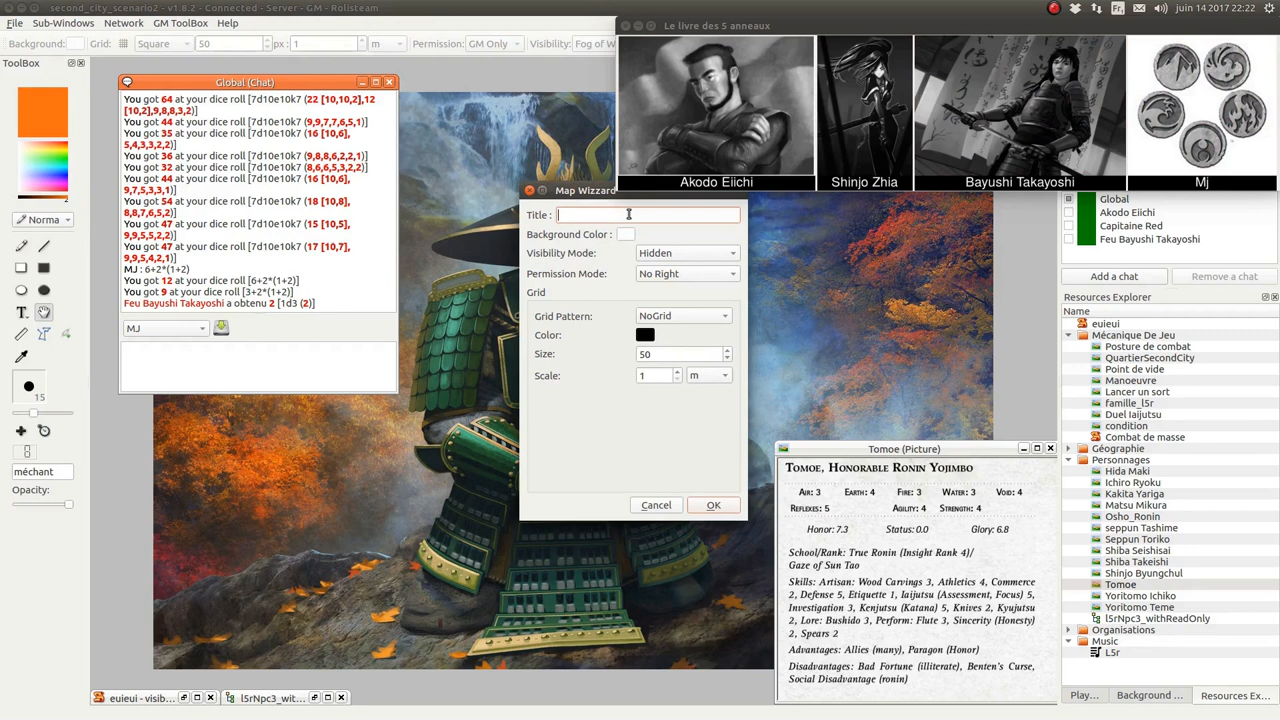 second_city_scenario2 - v1.8.2 - Connected - Server - GM - Rolisteam
Fr
juin 14 2017 22:22
File Sub-Windows Network Organize GM ToolBox Help
Background: Grid: Square 50 px : 1 m Permission: GM Only Visibility: Fog of W
Le livre des 5 anneaux
Akodo Eiichi
Shinjo Zhia
Bayushi Takayoshi
Mj
ToolBox
Norma
15
méchant
Opacity:
Global (Chat)
You got 64 at your dice roll [7d10e10k7 (22 [10,10,2],12
[10,2],9,8,8,3,2)]
You got 44 at your dice roll [7d10e10k7 (9,9,7,7,6,5,1)]
You got 35 at your dice roll [7d10e10k7 (16 [10,6],
5,4,3,3,2,2)]
You got 36 at your dice roll [7d10e10k7 (9,8,8,6,2,2,1)]
You got 32 at your dice roll [7d10e10k7 (8,6,6,5,3,2,2)]
You got 44 at your dice roll [7d10e10k7 (16 [10,6],
9,7,5,3,3,1)]
You got 54 at your dice roll [7d10e10k7 (18 [10,8],
8,8,7,6,5,2)]
You got 47 at your dice roll [7d10e10k7 (15 [10,5],
9,9,5,5,2,2)]
You got 47 at your dice roll [7d10e10k7 (17 [10,7],
9,9,5,4,2,1)]
MJ : 6+2*(1+2)
You got 12 at your dice roll [6+2*(1+2)]
You got 9 at your dice roll [3+2*(1+2)]
Feu Bayushi Takayoshi a obtenu 2 [1d3 (2)]
MJ
Map Wizzard
Title :
Background Color :
Visibility Mode: Hidden
Permission Mode: No Right
Grid
Grid Pattern: NoGrid
Color:
Size: 50
Scale: 1 m
Cancel OK
Tomoe (Picture)
Tomoe, Honorable Ronin Yojimbo
Air: 3 Earth: 4 Fire: 3 Water: 3 Void: 4
Reflexes: 5 Agility: 4 Strength: 4
Honor: 7.3 Status: 0.0 Glory: 6.8
School/Rank: True Ronin (Insight Rank 4)/
Gaze of Sun Tao
Skills: Artisan: Wood Carvings 3, Athletics 4, Commerce
2, Defense 5, Etiquette 1, Iaijutsu (Assessment, Focus) 5,
Investigation 3, Kenjutsu (Katana) 5, Knives 2, Kyujutsu
2, Lore: Bushido 3, Perform: Flute 3, Sincerity (Honesty)
2, Spears 2
Advantages: Allies (many), Paragon (Honor)
Disadvantages: Bad Fortune (illiterate), Benten's Curse,
Social Disadvantage (ronin)
Global
Akodo Eiichi
Capitaine Red
Feu Bayushi Takayoshi
Add a chat Remove a chat
Resources Explorer
Name
euieui
Mécanique De Jeu
Posture de combat
QuartierSecondCity
Point de vide
Manoeuvre
Lancer un sort
famille_l5r
Duel Iaijutsu
condition
Combat de masse
Géographie
Personnages
Hida Maki
Ichiro Ryoku
Kakita Yariga
Matsu Mikura
Osho_Ronin
seppun Tashime
Seppun Toriko
Shiba Seishisai
Shiba Takeishi
Shinjo Byungchul
Tomoe
Yoritomo Ichiko
Yoritomo Teme
l5rNpc3_withReadOnly
Organisations
Music
L5r
Play... Background ... Resources Ex...
euieui - visib... l5rNpc3_wit...